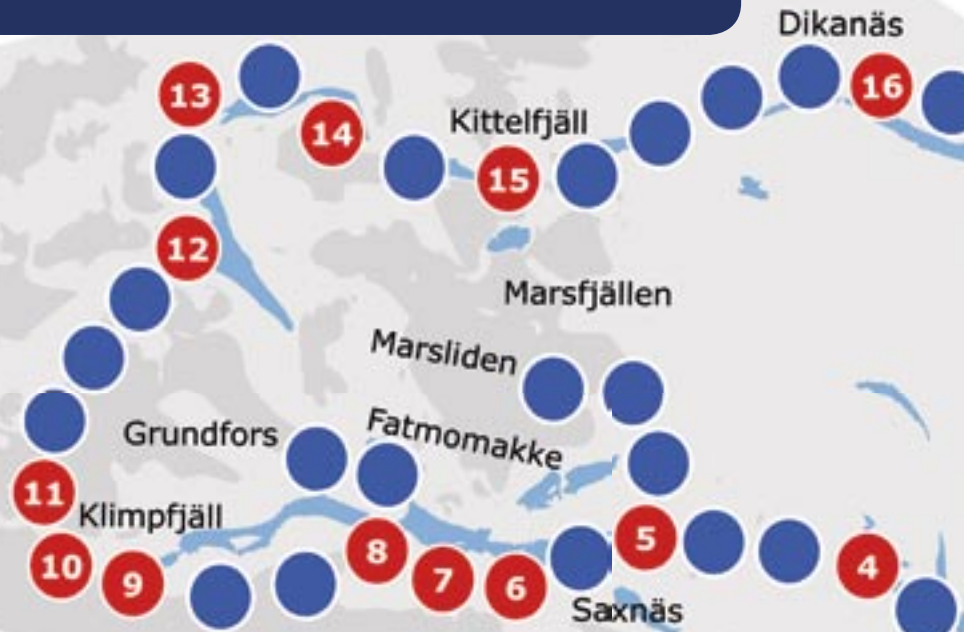 Dikanäs
16
13
14
Kittelfjäll
15
12
Marsfjällen
Marsliden
Fatmomakke
Grundfors
11
Klimpfjäll
10
9
8
7
6
5
4
Saxnäs